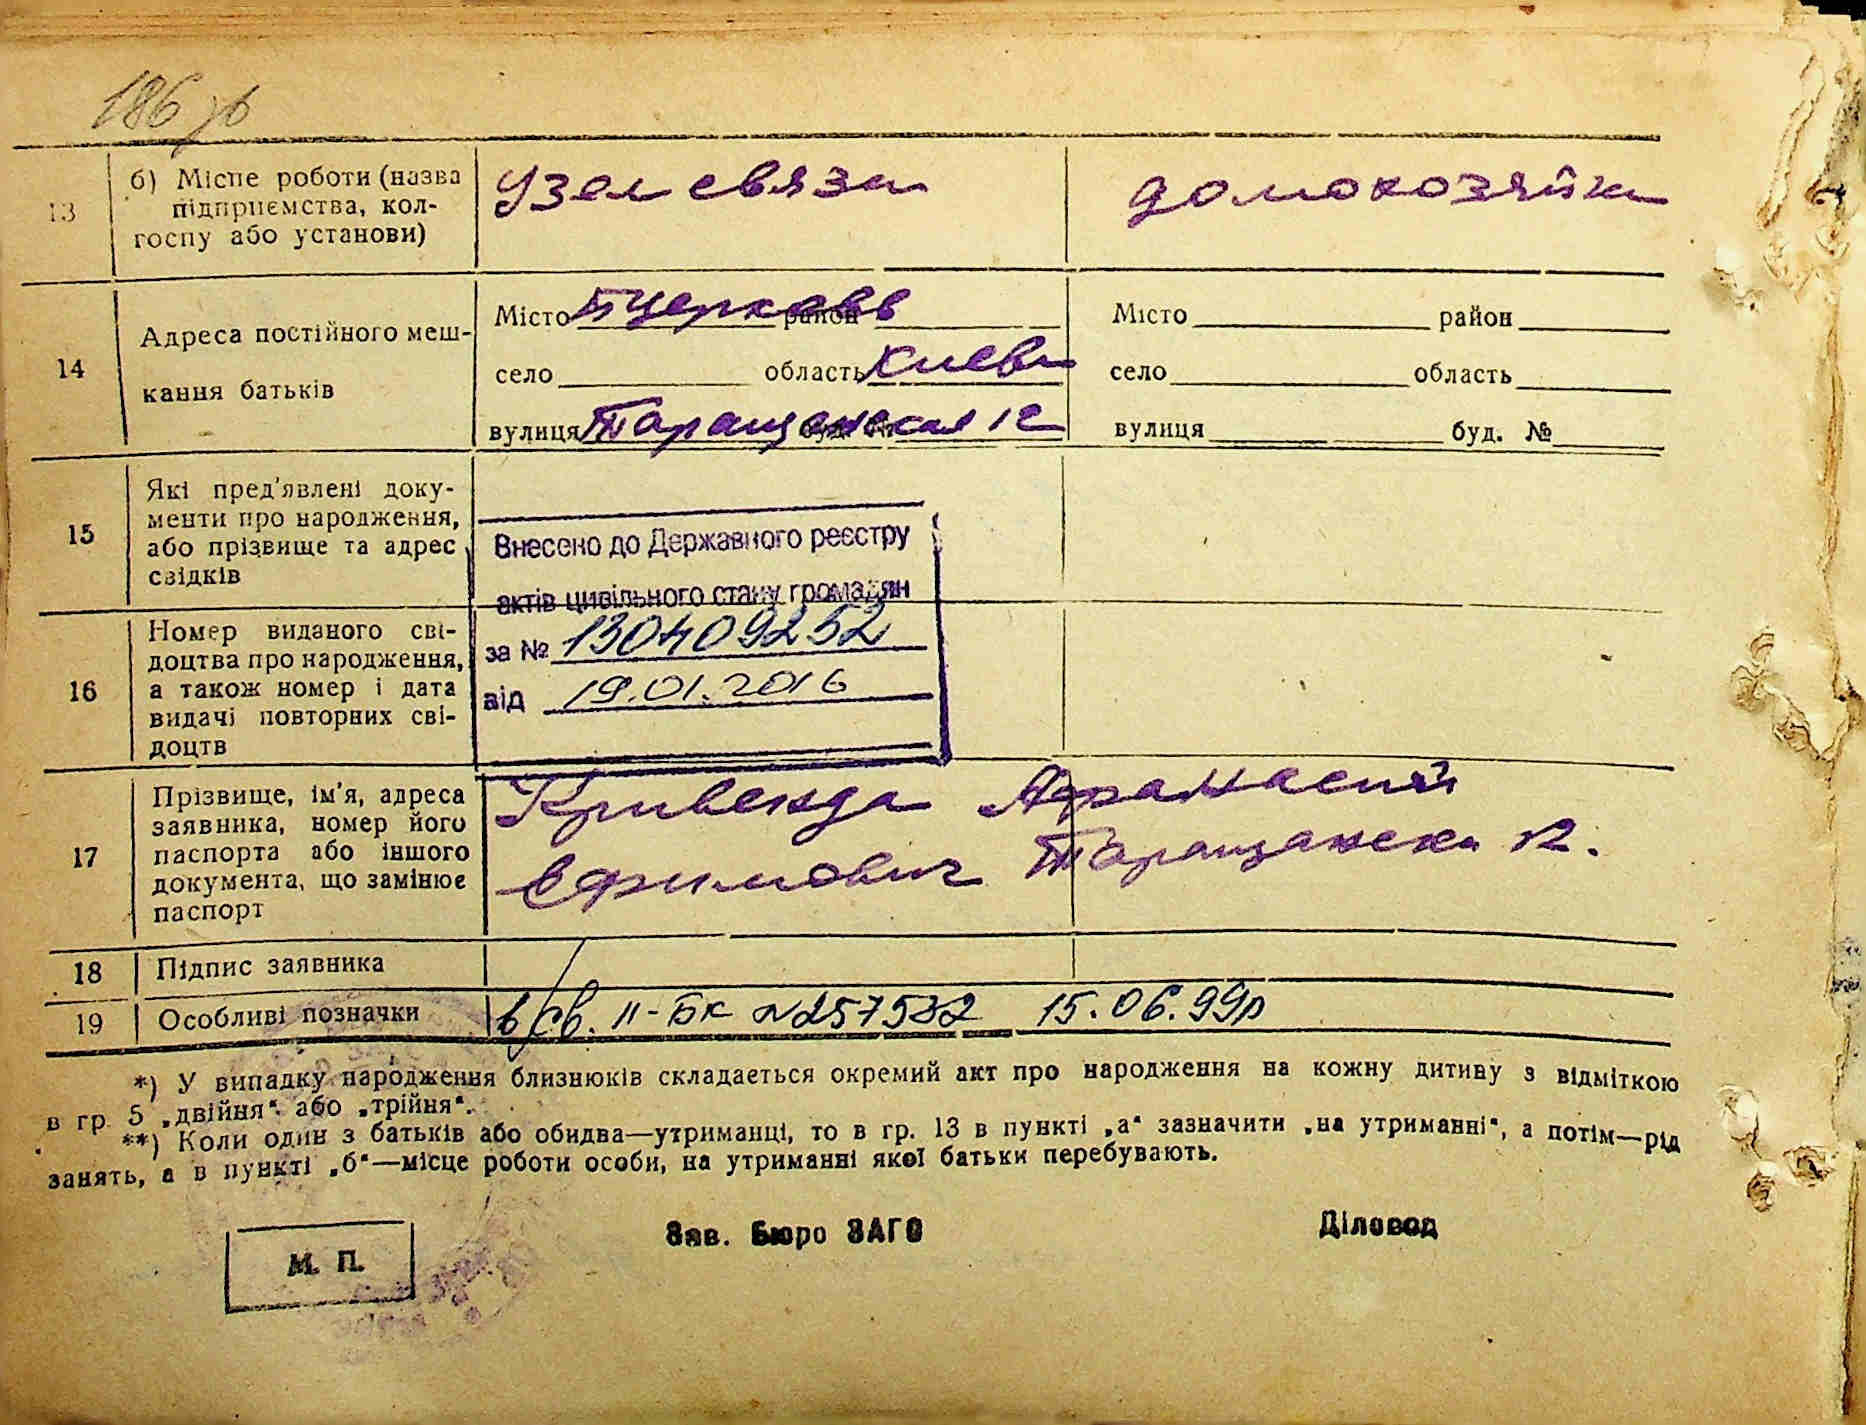 186 зв
13 б) Місце роботи (назва
підприємства, кол-
госпу або установи)
Узел связи
домохозяйка
14 Адреса постійного меш-
кання батьків
Місто Б Церковь район
село область Киевс
вулиця Таращанская 12
Місто район
село область
вулиця буд. №
15 Які пред'явлені доку-
менти про народження,
або прізвище та адрес
свідків
Внесено до Державного реєстру
актів цивільного стану громадян
за № 130409252
від 19.01.2016
16 Номер виданого сві-
доцтва про народження,
а також номер і дата
видачі повторних сві-
доцтв
17 Прізвище, ім'я, адреса
заявника, номер його
паспорта або іншого
документа, що замінює
паспорт
Кривенда Афанасий
Ефимович Таращанска 12.
18 Підпис заявника
19 Особливі позначки
в/св. II-БК №257532 15.06.99р
*) У випадку народження близнюків складається окремий акт про народження на кожну дитину з відміткою
в гр. 5 „двійня“ або „трійня“.
**) Коли один з батьків або обидва—утриманці, то в гр. 13 в пункті „а“ зазначити „на утриманні“, а потім—рід
занять, а в пункті „б“—місце роботи особи, на утриманні якої батьки перебувають.
М. П.
Зав. Бюро ЗАГС
Діловод